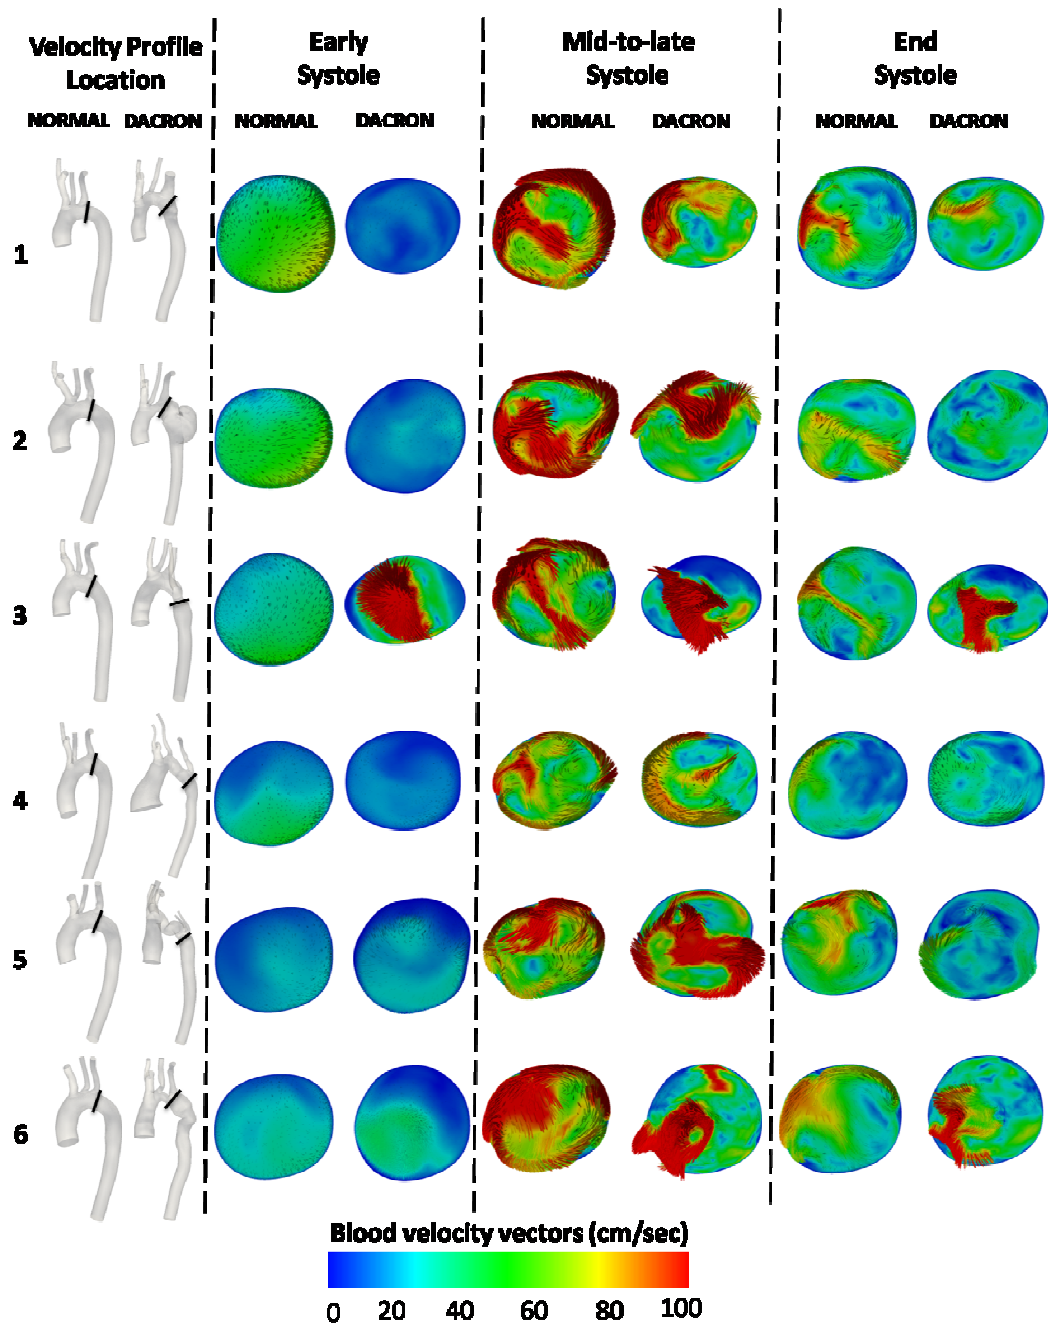 Velocity Profile
Location
Early
Systole
Mid-to-late
Systole
End
Systole
NORMAL DACRON NORMAL DACRON NORMAL DACRON NORMAL DACRON
1
2
3
4
5
6
Blood velocity vectors (cm/sec)
0 20 40 60 80 100